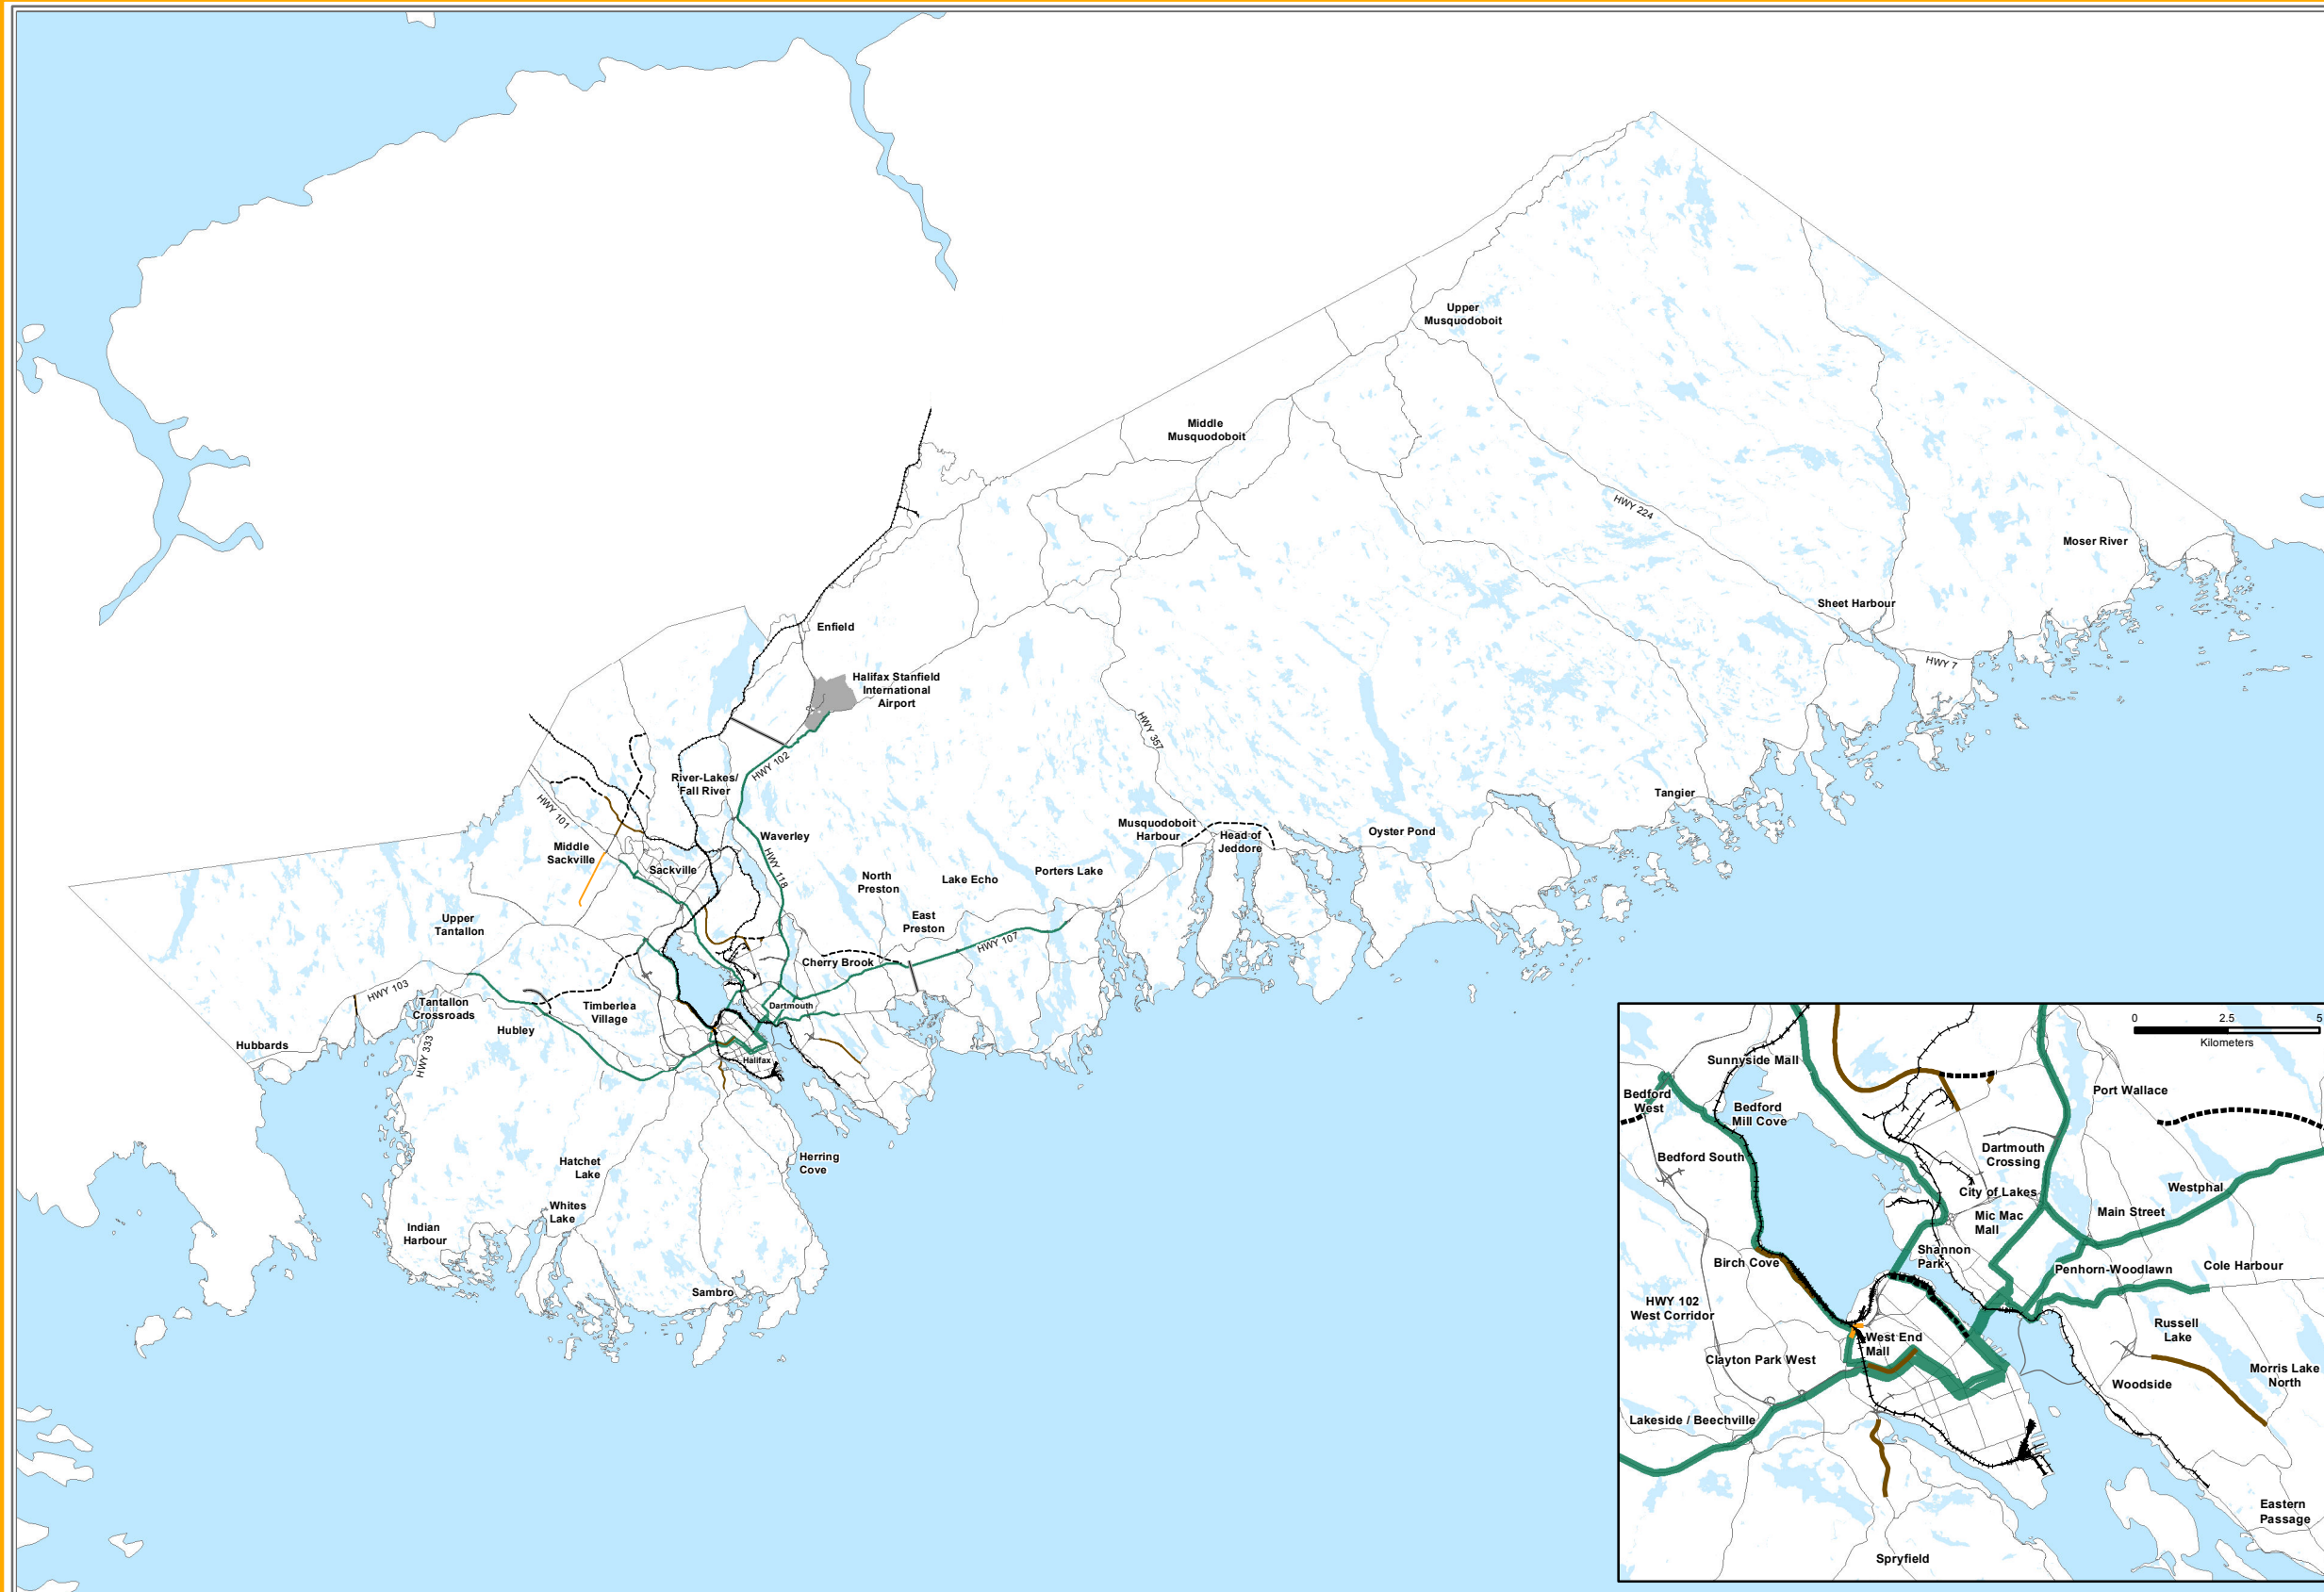 Upper
Musquodoboit
Middle
Musquodoboit
HWY 224
Moser River
Sheet Harbour
Enfield
HWY 7
Halifax Stanfield
International
Airport
HWY 357
HWY 102
River-Lakes/
Fall River
HWY 101
Tangier
Musquodoboit
Harbour
Head of
Jeddore
Oyster Pond
Waverley
Middle
Sackville
Sackville
HWY 118
North
Preston
Lake Echo
Porters Lake
Upper
Tantallon
East
Preston
HWY 107
Cherry Brook
HWY 103
Tantallon
Crossroads
Timberlea
Village
Dartmouth
Hubley
Hubbards
HWY 333
Halifax
Hatchet
Lake
Herring
Cove
Whites
Lake
Indian
Harbour
Sambro
0 2.5 5
Kilometers
Sunnyside Mall
Port Wallace
Bedford
West
Bedford
Mill Cove
Bedford South
Dartmouth
Crossing
City of Lakes
Westphal
Mic Mac
Mall
Main Street
Shannon
Park
Birch Cove
Penhorn-Woodlawn
Cole Harbour
HWY 102
West Corridor
Russell
Lake
West End
Mall
Clayton Park West
Morris Lake
North
Woodside
Lakeside / Beechville
Eastern
Passage
Spryfield